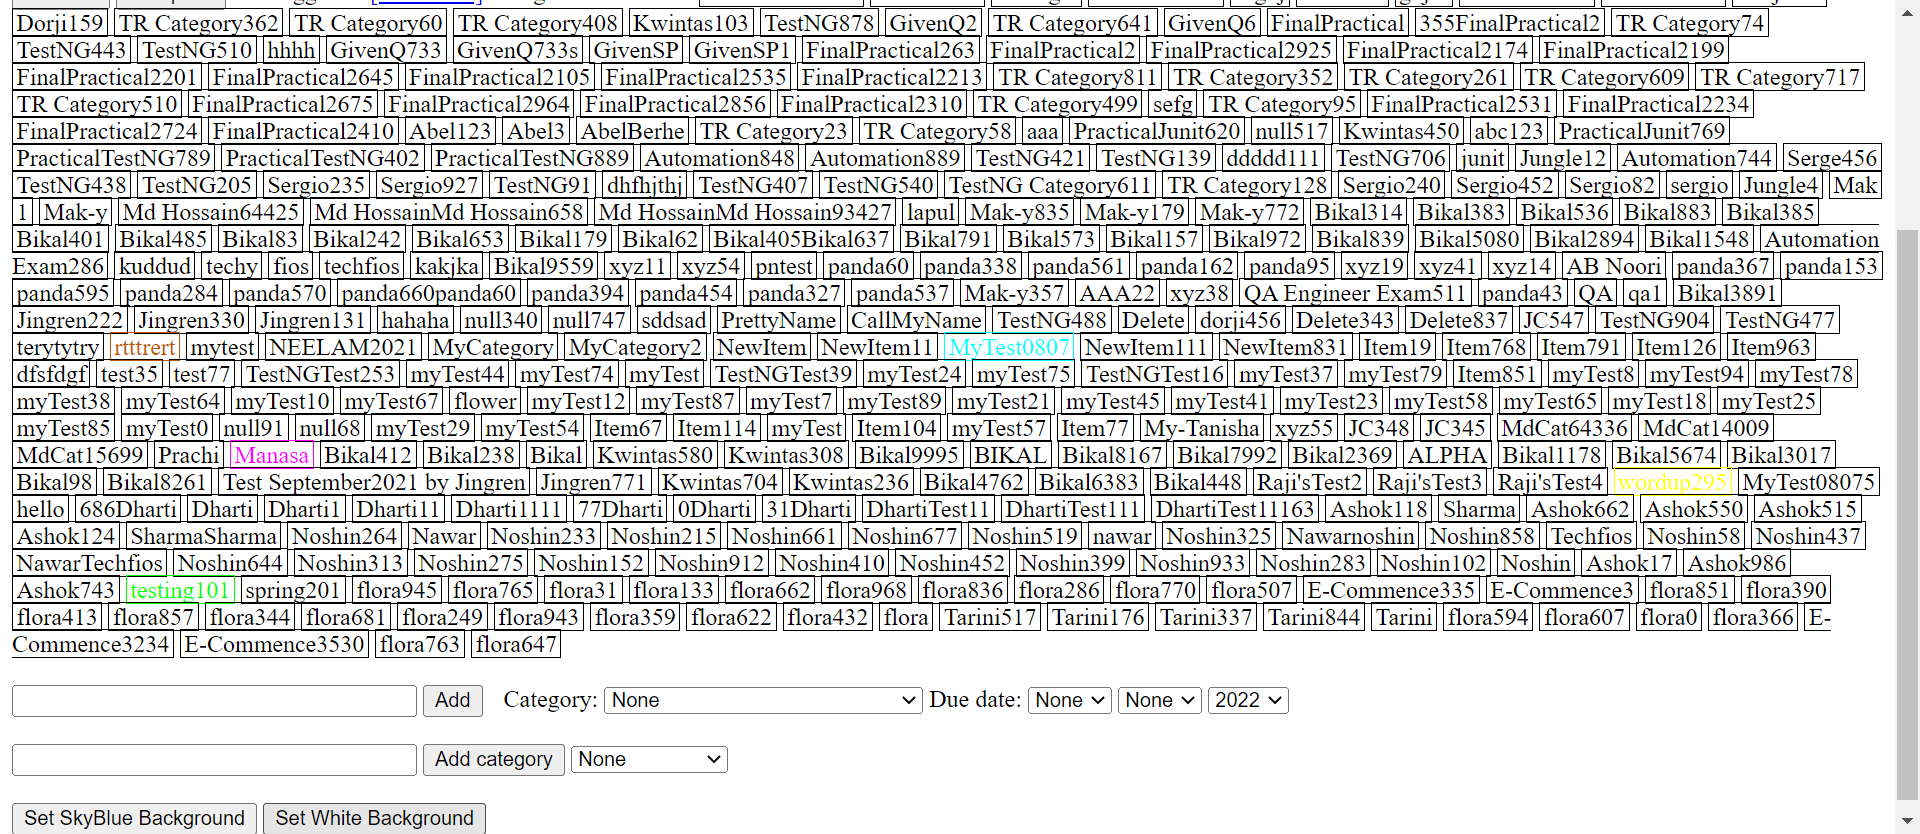 Dorji159 TR Category362 TR Category60 TR Category408 Kwintas103 TestNG878 GivenQ2 TR Category641 GivenQ6 FinalPractical 355FinalPractical2 TR Category74
TestNG443 TestNG510 hhhh GivenQ733 GivenQ733s GivenSP GivenSP1 FinalPractical263 FinalPractical2 FinalPractical2925 FinalPractical2174 FinalPractical2199
FinalPractical2201 FinalPractical2645 FinalPractical2105 FinalPractical2535 FinalPractical2213 TR Category811 TR Category352 TR Category261 TR Category609 TR Category717
TR Category510 FinalPractical2675 FinalPractical2964 FinalPractical2856 FinalPractical2310 TR Category499 sefg TR Category95 FinalPractical2531 FinalPractical2234
FinalPractical2724 FinalPractical2410 Abel123 Abel3 AbelBerhe TR Category23 TR Category58 aaa PracticalJunit620 null517 Kwintas450 abc123 PracticalJunit769
PracticalTestNG789 PracticalTestNG402 PracticalTestNG889 Automation848 Automation889 TestNG421 TestNG139 ddddd111 TestNG706 junit Jungle12 Automation744 Serge456
TestNG438 TestNG205 Sergio235 Sergio927 TestNG91 dhfhjthj TestNG407 TestNG540 TestNG Category611 TR Category128 Sergio240 Sergio452 Sergio82 sergio Jungle4 Mak
1 Mak-y Md Hossain64425 Md HossainMd Hossain658 Md HossainMd Hossain93427 lapul Mak-y835 Mak-y179 Mak-y772 Bikal314 Bikal383 Bikal536 Bikal883 Bikal385
Bikal401 Bikal485 Bikal83 Bikal242 Bikal653 Bikal179 Bikal62 Bikal405Bikal637 Bikal791 Bikal573 Bikal157 Bikal972 Bikal839 Bikal5080 Bikal2894 Bikal1548 Automation
Exam286 kuddud techy fios techfios kakjka Bikal9559 xyz11 xyz54 pntest panda60 panda338 panda561 panda162 panda95 xyz19 xyz41 xyz14 AB Noori panda367 panda153
panda595 panda284 panda570 panda660panda60 panda394 panda454 panda327 panda537 Mak-y357 AAA22 xyz38 QA Engineer Exam511 panda43 QA qa1 Bikal3891
Jingren222 Jingren330 Jingren131 hahaha null340 null747 sddsad PrettyName CallMyName TestNG488 Delete dorji456 Delete343 Delete837 JC547 TestNG904 TestNG477
terytytry rtttrert mytest NEELAM2021 MyCategory MyCategory2 NewItem NewItem11 MyTest0807 NewItem111 NewItem831 Item19 Item768 Item791 Item126 Item963
dfsfdgf test35 test77 TestNGTest253 myTest44 myTest74 myTest TestNGTest39 myTest24 myTest75 TestNGTest16 myTest37 myTest79 Item851 myTest8 myTest94 myTest78
myTest38 myTest64 myTest10 myTest67 flower myTest12 myTest87 myTest7 myTest89 myTest21 myTest45 myTest41 myTest23 myTest58 myTest65 myTest18 myTest25
myTest85 myTest0 null91 null68 myTest29 myTest54 Item67 Item114 myTest Item104 myTest57 Item77 My-Tanisha xyz55 JC348 JC345 MdCat64336 MdCat14009
MdCat15699 Prachi Manasa Bikal412 Bikal238 Bikal Kwintas580 Kwintas308 Bikal9995 BIKAL Bikal8167 Bikal7992 Bikal2369 ALPHA Bikal1178 Bikal5674 Bikal3017
Bikal98 Bikal8261 Test September2021 by Jingren Jingren771 Kwintas704 Kwintas236 Bikal4762 Bikal6383 Bikal448 Raji'sTest2 Raji'sTest3 Raji'sTest4 wordup295 MyTest08075
hello 686Dharti Dharti Dharti1 Dharti11 Dharti1111 77Dharti 0Dharti 31Dharti DhartiTest11 DhartiTest111 DhartiTest11163 Ashok118 Sharma Ashok662 Ashok550 Ashok515
Ashok124 SharmaSharma Noshin264 Nawar Noshin233 Noshin215 Noshin661 Noshin677 Noshin519 nawar Noshin325 Nawarnoshin Noshin858 Techfios Noshin58 Noshin437
NawarTechfios Noshin644 Noshin313 Noshin275 Noshin152 Noshin912 Noshin410 Noshin452 Noshin399 Noshin933 Noshin283 Noshin102 Noshin Ashok17 Ashok986
Ashok743 testing101 spring201 flora945 flora765 flora31 flora133 flora662 flora968 flora836 flora286 flora770 flora507 E-Commence335 E-Commence3 flora851 flora390
flora413 flora857 flora344 flora681 flora249 flora943 flora359 flora622 flora432 flora Tarini517 Tarini176 Tarini337 Tarini844 Tarini flora594 flora607 flora0 flora366 E-
Commence3234 E-Commence3530 flora763 flora647
Add Category: None Due date: None None 2022
Add category None
Set SkyBlue Background Set White Background